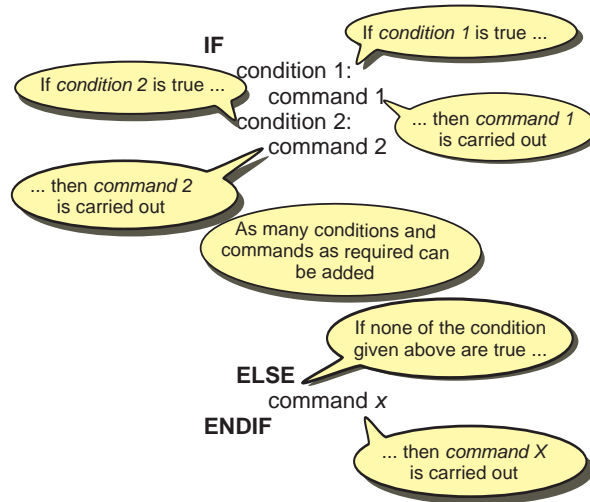 If condition 1 is true ...
IF
condition 1:
If condition 2 is true ...
command 1
condition 2:
... then command 1
is carried out
command 2
... then command 2
is carried out
As many conditions and
commands as required can
be added
If none of the condition
given above are true ...
ELSE
command x
ENDIF
... then command X
is carried out